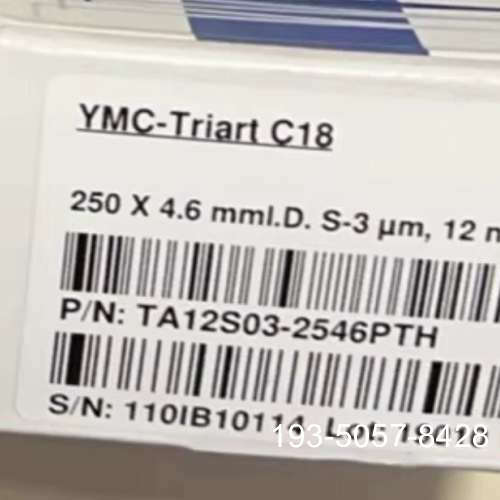 YMC-Triart C18
250 X 4.6 mmI.D. S-3 µm, 12 n
P/N: TA12S03-2546PTH
S/N: 110IB10114
193-5057-8428